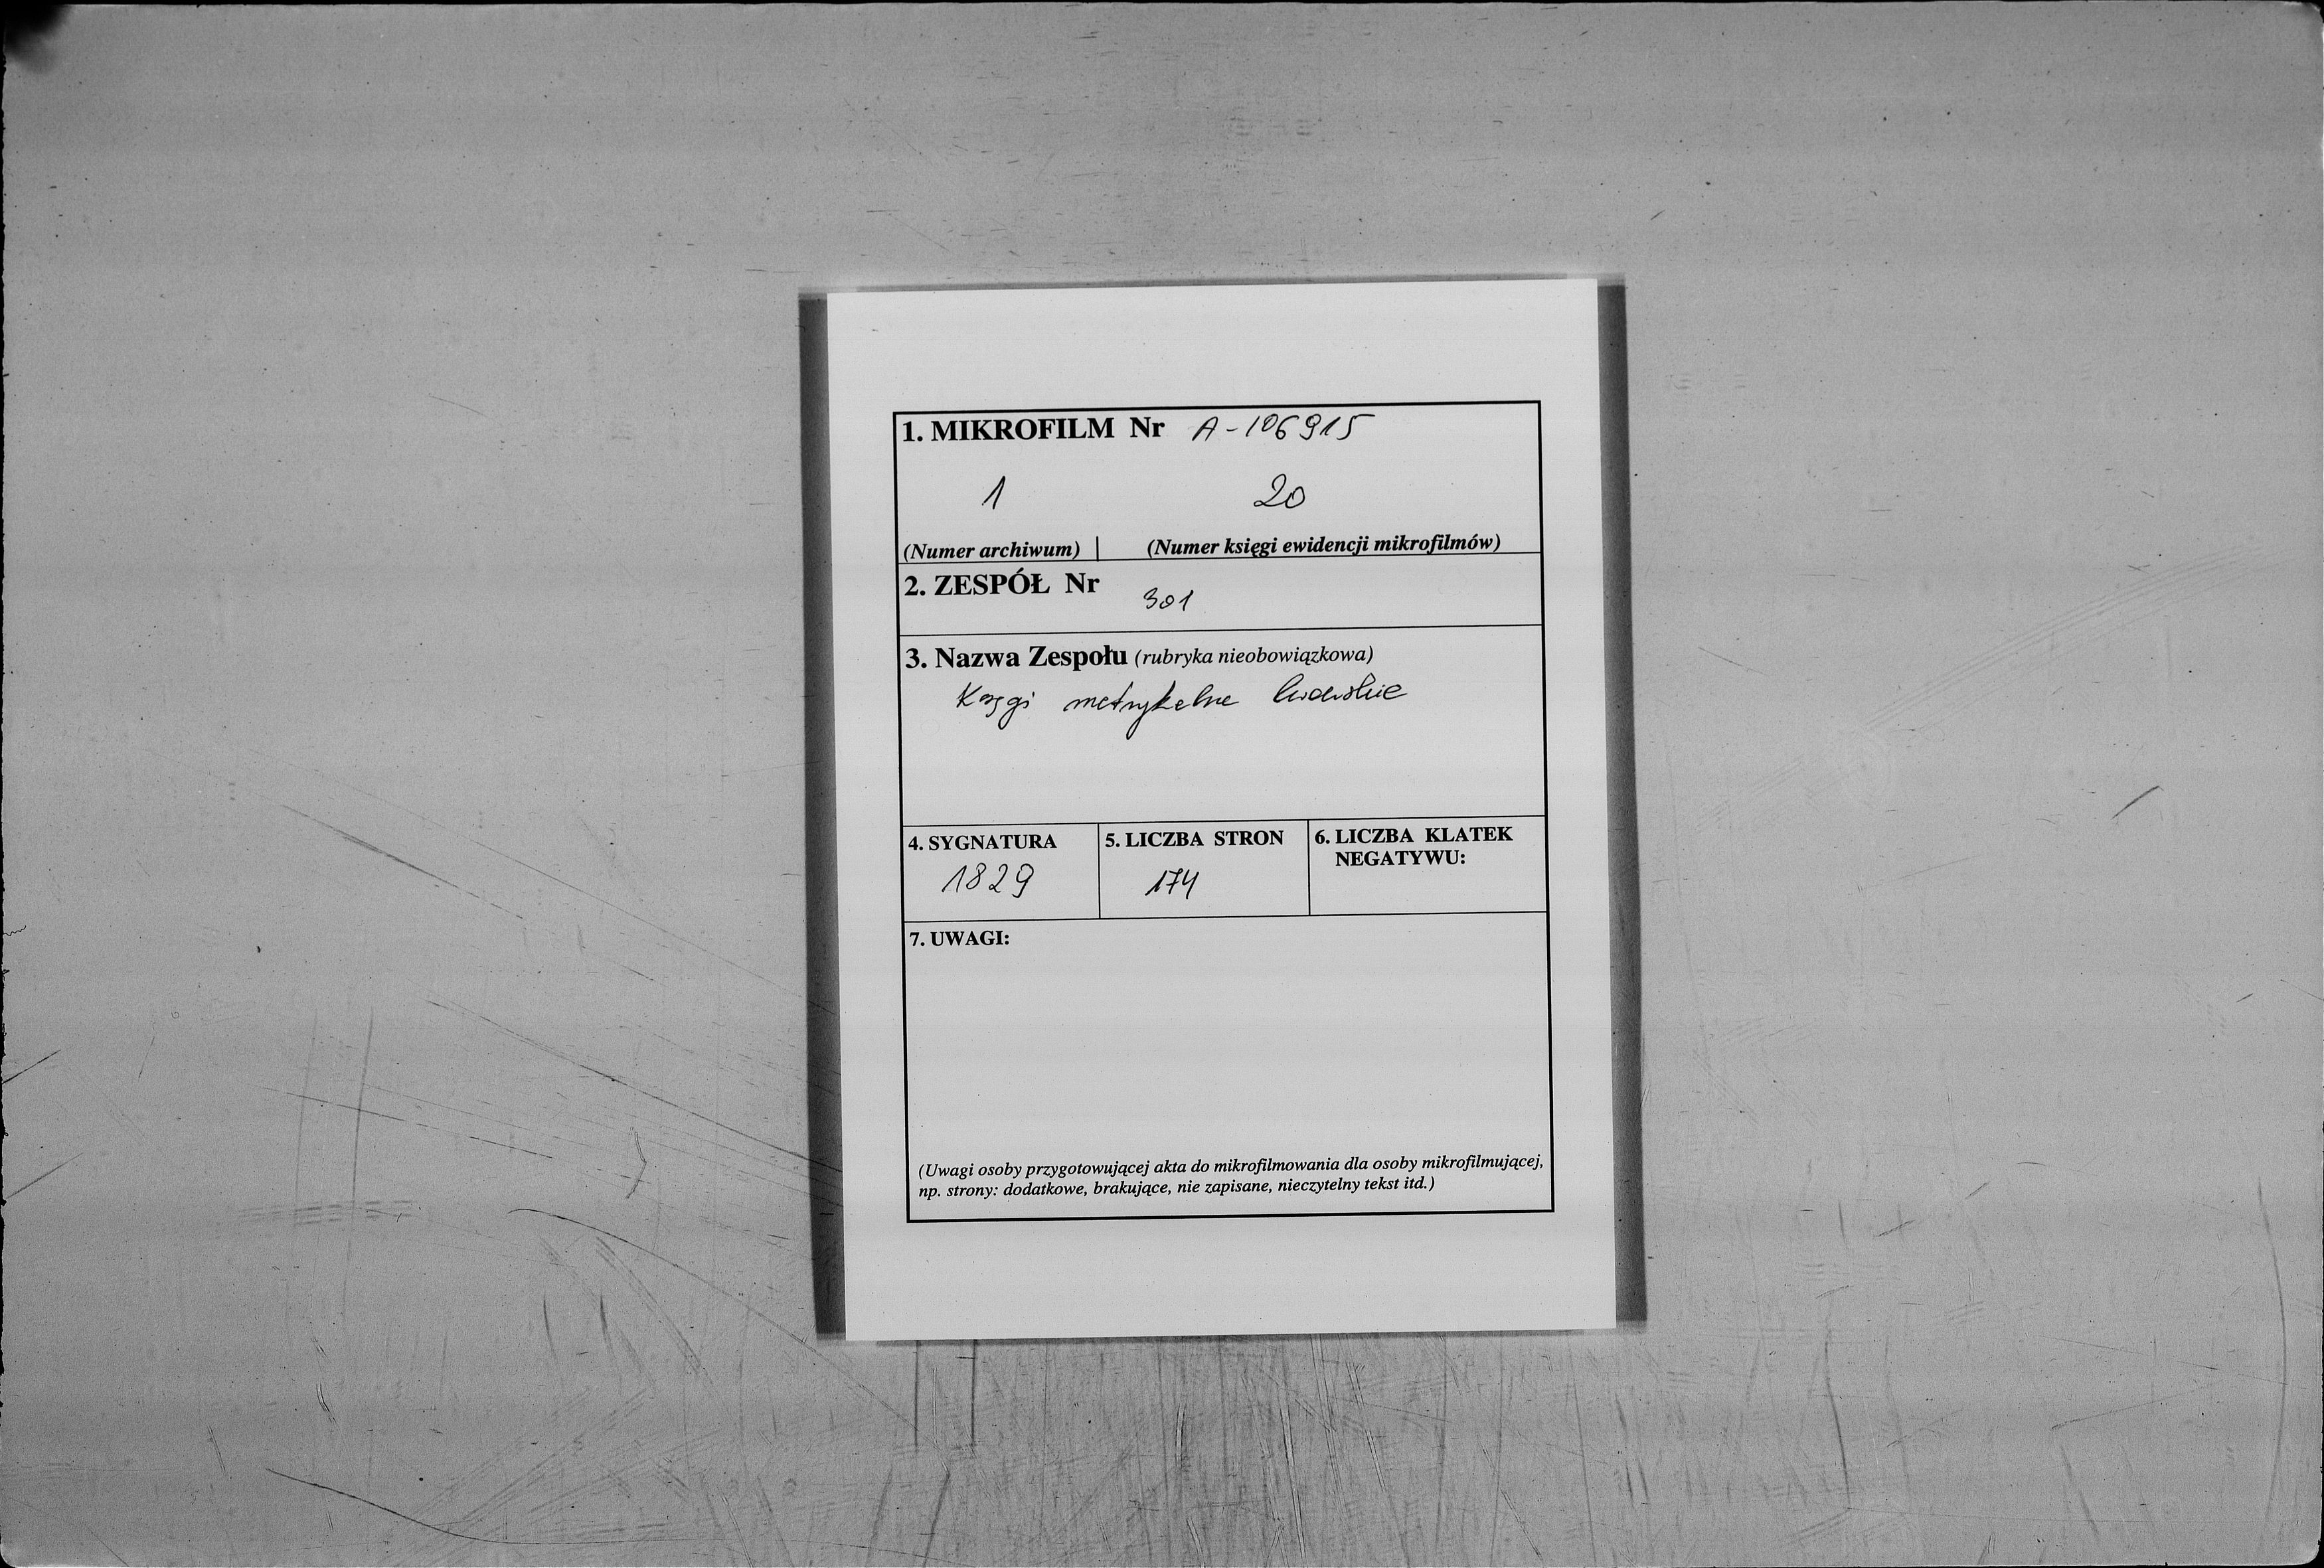 1. MIKROFILM Nr A-106915
1 20
(Numer archiwum) | (Numer księgi ewidencji mikrofilmów)
2. ZESPÓŁ Nr 301
3. Nazwa Zespołu (rubryka nieobowiązkowa)
Księgi metrykalne lwowskie
4. SYGNATURA 5. LICZBA STRON 6. LICZBA KLATEK
NEGATYWU:
1829 174
7. UWAGI:
(Uwagi osoby przygotowującej akta do mikrofilmowania dla osoby mikrofilmującej,
np. strony: dodatkowe, brakujące, nie zapisane, nieczytelny tekst itd.)